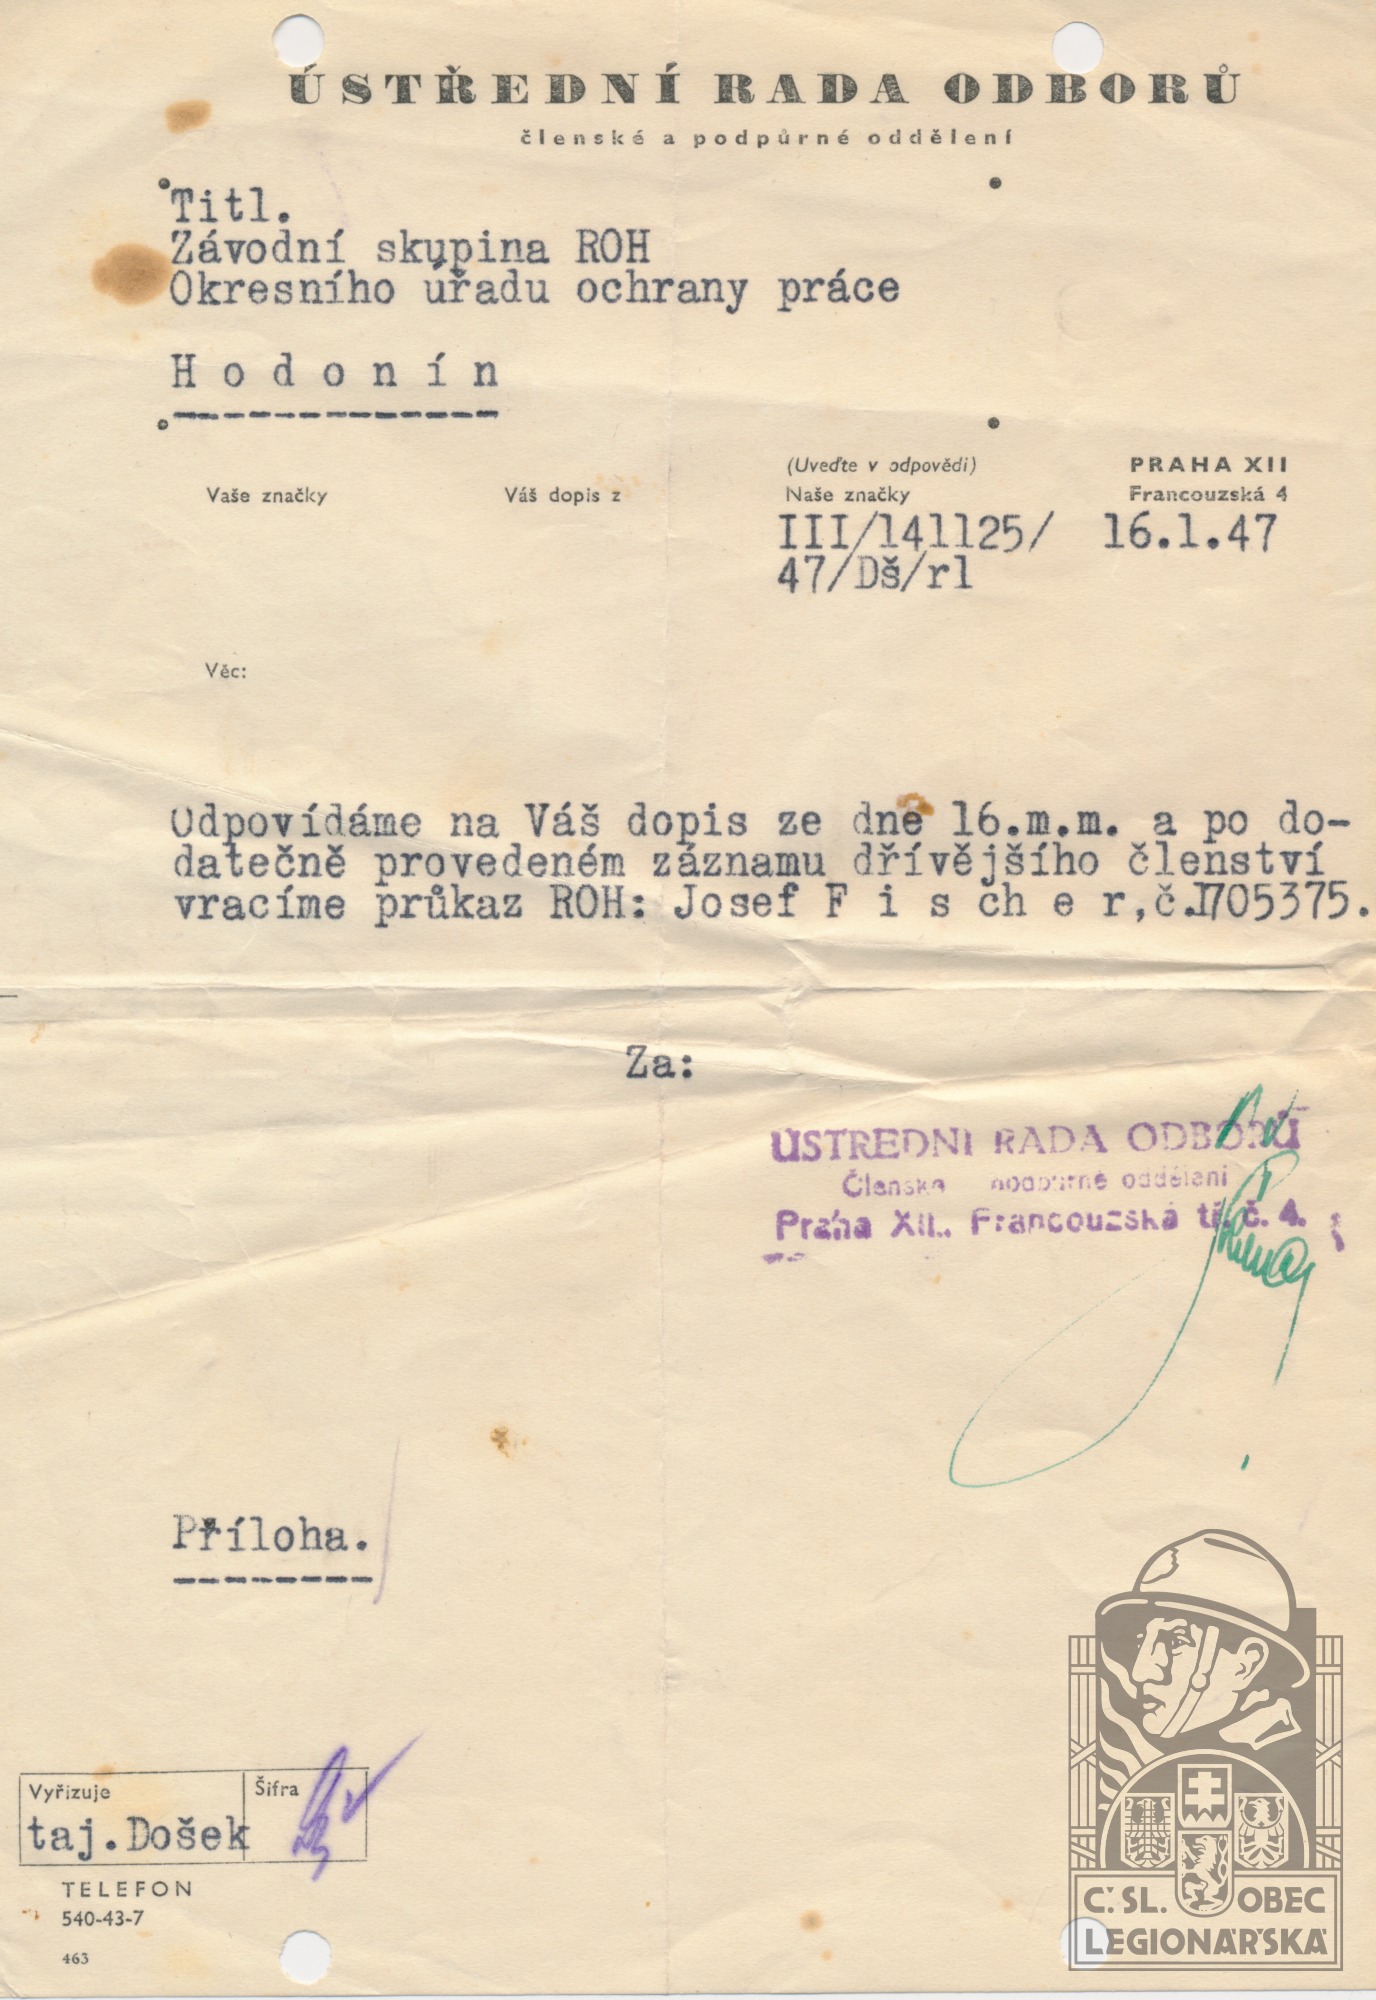 ÚSTŘEDNÍ RADA ODBORŮ
členské a podpůrné oddělení
Titl.
Závodní skupina ROH
Okresního úřadu ochrany práce
H o d o n í n
(Uveďte v odpovědi)
PRAHA XII
Vaše značky
Váš dopis z
Naše značky
Francouzská 4
III/141125/
16.1.47
47/Dš/rl
Věc:
Odpovídáme na Váš dopis ze dne 16.m.m. a po do-
datečně provedeném záznamu dřívějšího členství
vracíme průkaz ROH: Josef F i s ch e r,č.1705375.
Za:
ÚSTŘEDNÍ RADA ODBORŮ
Členské podpůrné oddělení
Praha XII., Francouzská tř. č. 4.
Příloha.
Vyřizuje
Šifra
taj.Došek
TELEFON
540-43-7
463
Č.SL. OBEC
LEGIONÁŘSKÁ